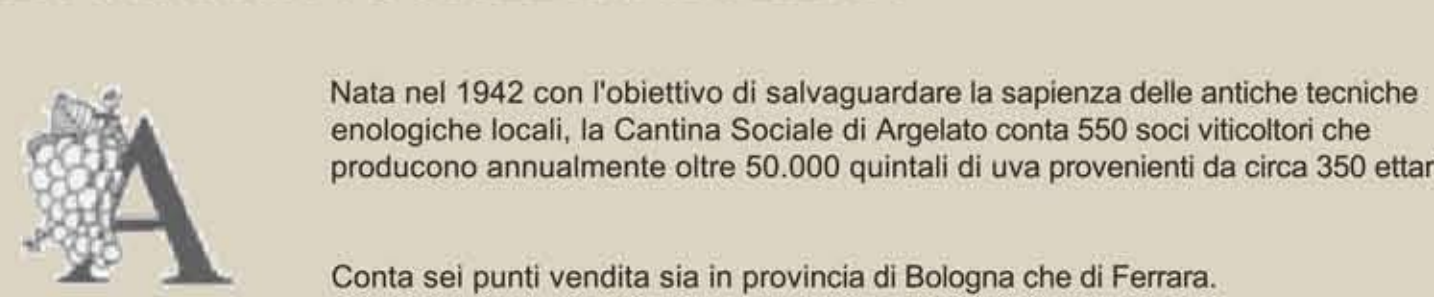 A
Nata nel 1942 con l'obiettivo di salvaguardare la sapienza delle antiche tecniche
enologiche locali, la Cantina Sociale di Argelato conta 550 soci viticoltori che
producono annualmente oltre 50.000 quintali di uva provenienti da circa 350 ettar
Conta sei punti vendita sia in provincia di Bologna che di Ferrara.